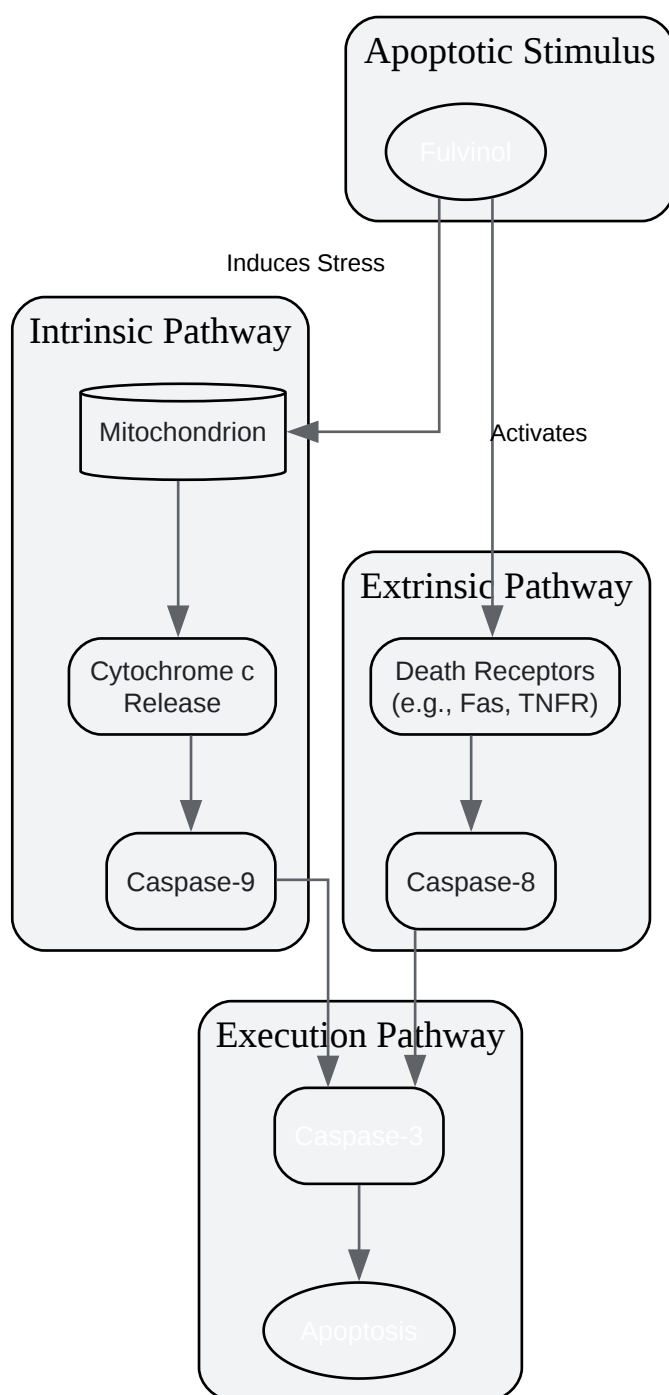 Apoptotic Stimulus
Fulvinol
Induces Stress
Intrinsic Pathway
Mitochondrion
Activates
Extrinsic Pathway
Cytochrome c
Release
Death Receptors
(e.g., Fas, TNFR)
Caspase-9
Caspase-8
Execution Pathway
Caspase-3
Apoptosis